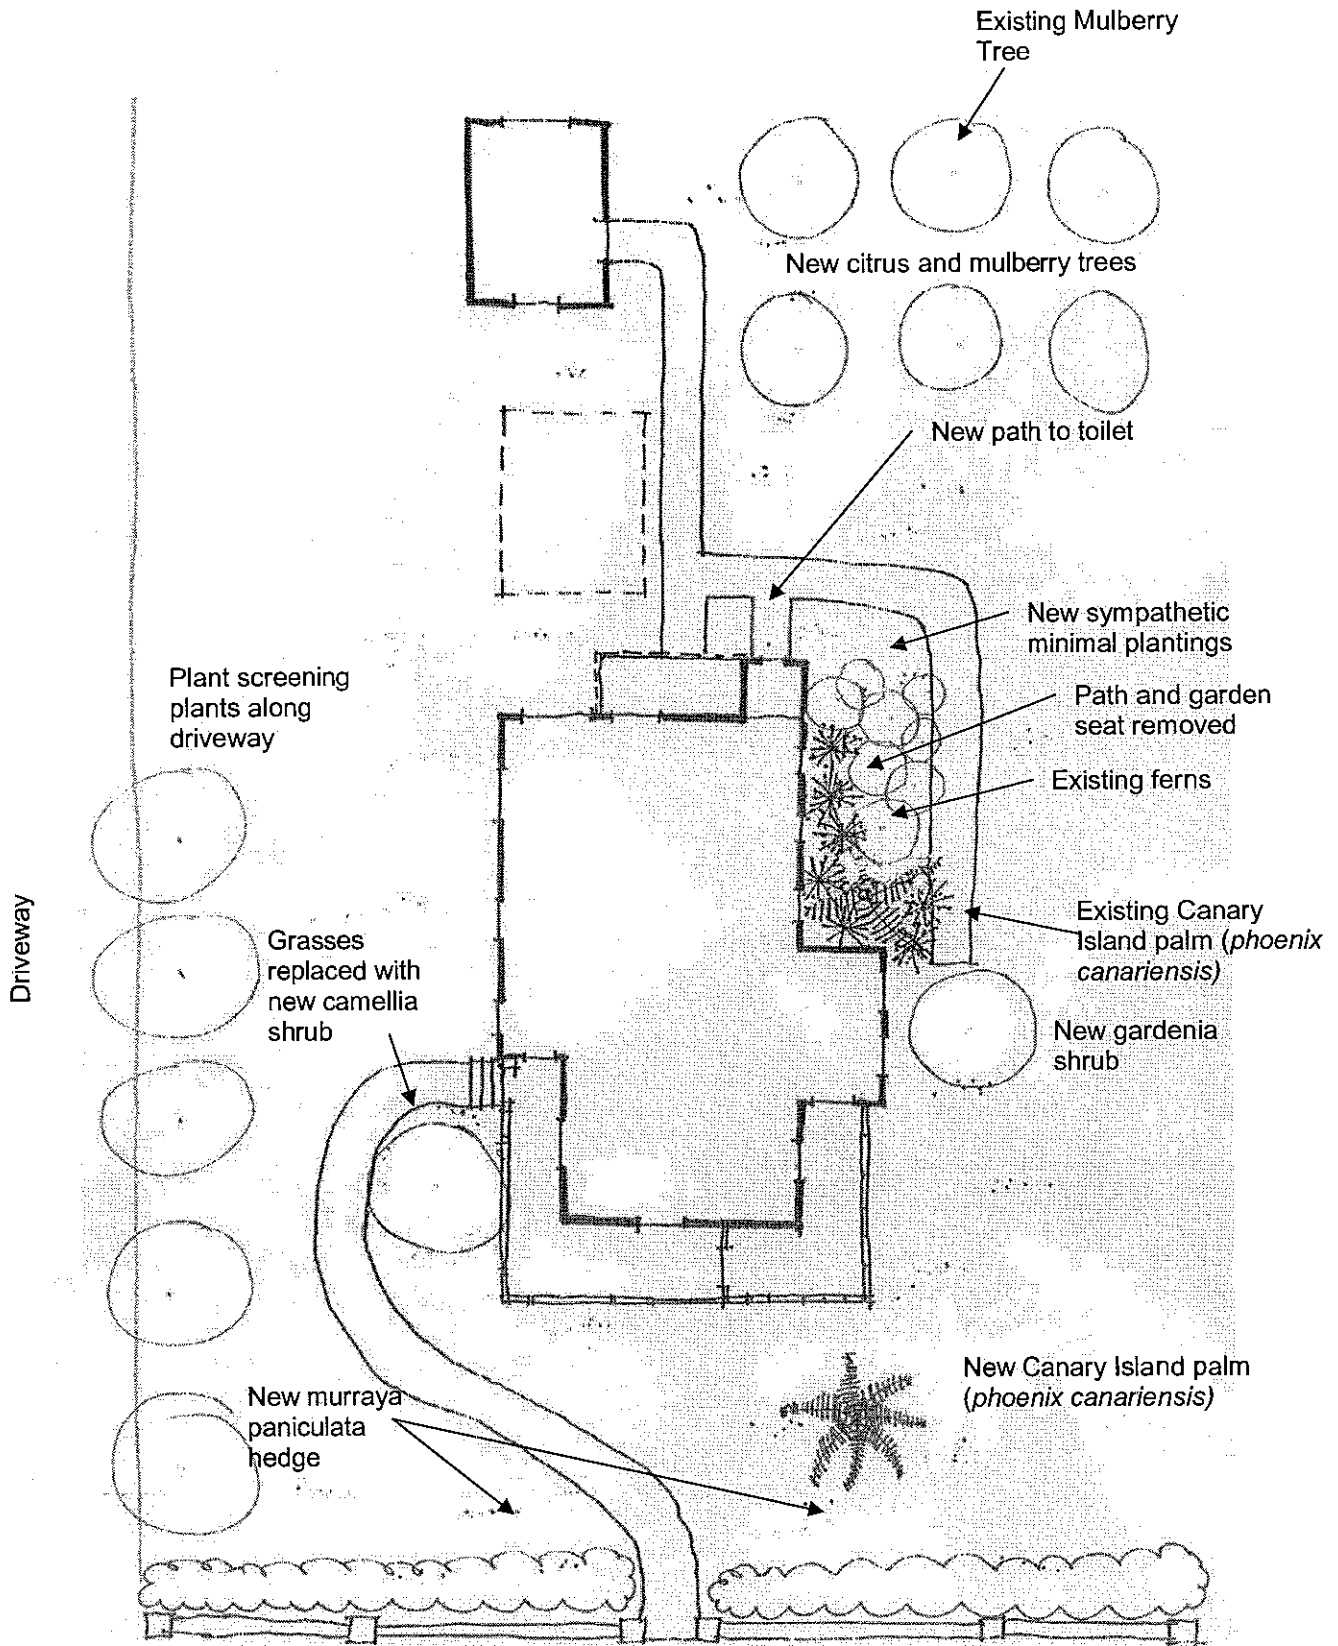 Existing Mulberry
Tree
New citrus and mulberry trees
New path to toilet
New sympathetic
minimal plantings
Path and garden
seat removed
Existing ferns
Plant screening
plants along
driveway
Driveway
Grasses
replaced with
new camellia
shrub
Existing Canary
Island palm (phoenix
canariensis)
New gardenia
shrub
New Canary Island palm
(phoenix canariensis)
New murraya
paniculata
hedge